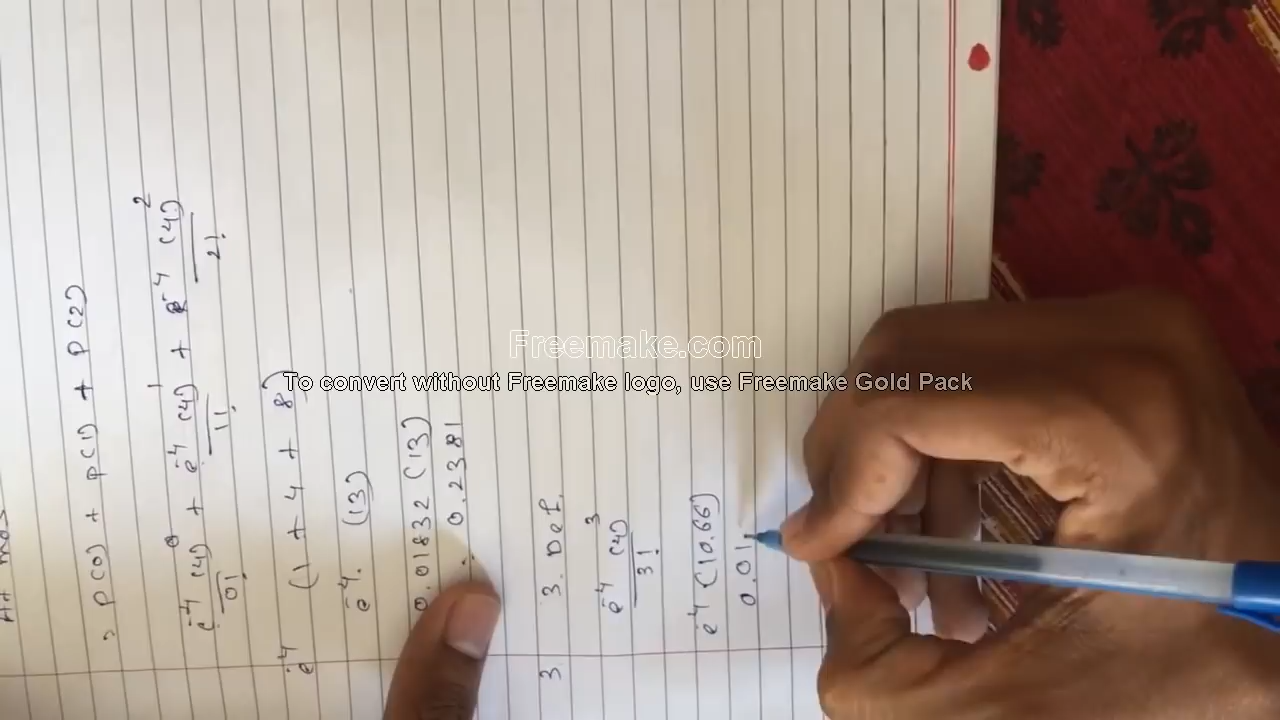 = P(0) + P(1) + P(2)
e⁻⁴ (4)⁰/0! + e⁻⁴ (4)¹/1! + e⁻⁴ (4)²/2!
e⁻⁴ (1 + 4 + 8)
e⁻⁴. (13)
0.01832 (13)
: 0.2381
3. 3. Def.
e⁻⁴ (4)³/3!
e⁻⁴ (10.66)
0.01
Freemake.com
To convert without Freemake logo, use Freemake Gold Pack